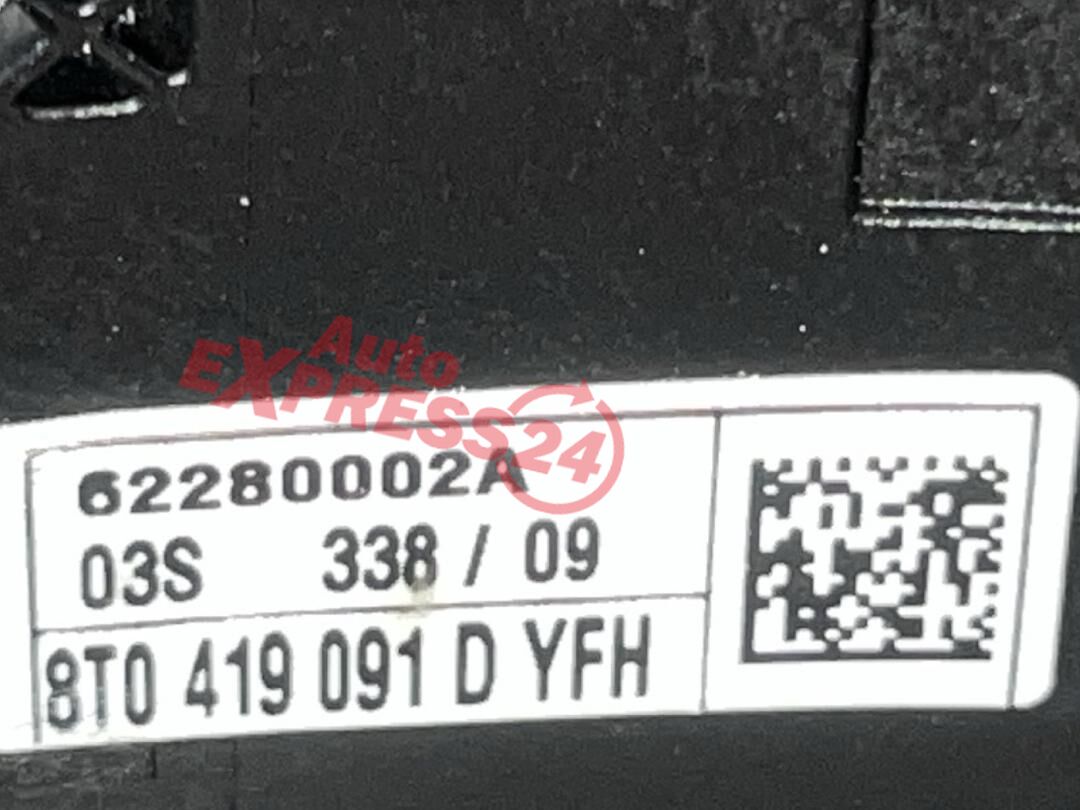 Auto
EXPRESS24
62280002A
03S 338 / 09
8T0 419 091 D YFH